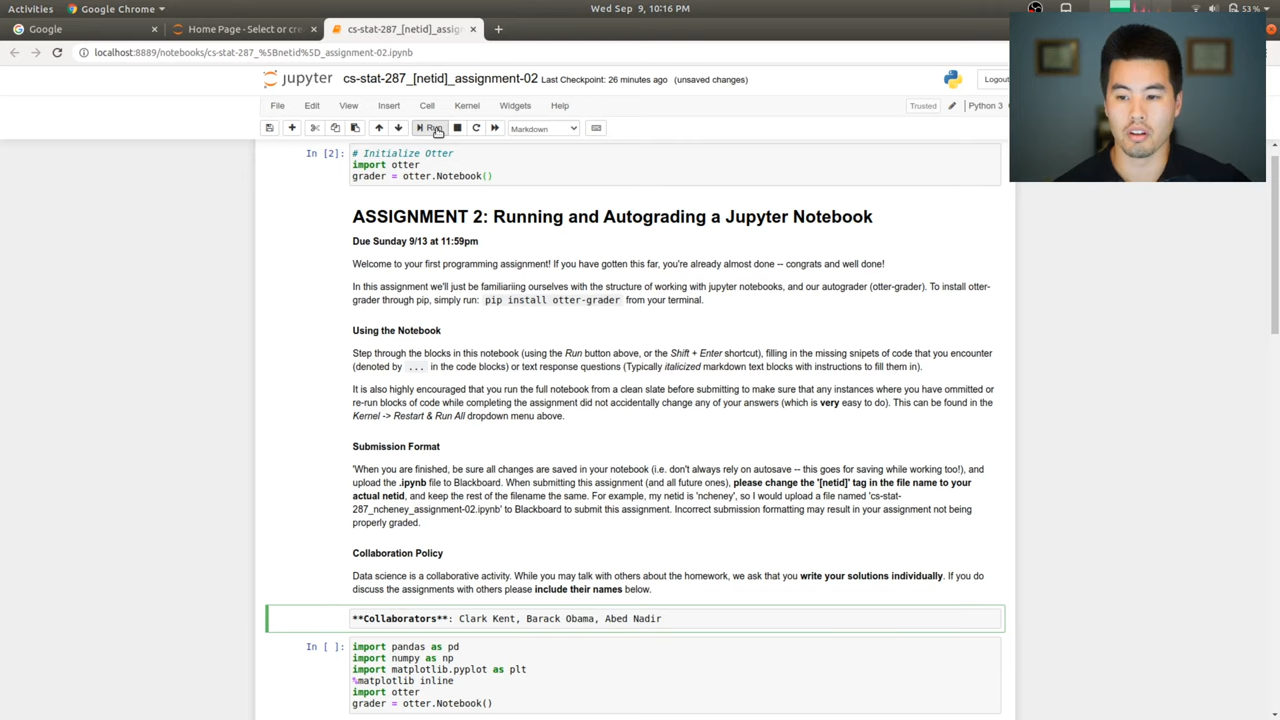 Activities
Google Chrome
Wed Sep 9, 10:16 PM
53 %
Google
Home Page - Select or cre
cs-stat-287_[netid]_assign
localhost:8889/notebooks/cs-stat-287_%5Bnetid%5D_assignment-02.ipynb
jupyter
cs-stat-287_[netid]_assignment-02
Last Checkpoint: 26 minutes ago (unsaved changes)
Logout
File
Edit
View
Insert
Cell
Kernel
Widgets
Help
Trusted
Python 3
Run
Markdown
In [2]:
# Initialize Otter
import otter
grader = otter.Notebook()
ASSIGNMENT 2: Running and Autograding a Jupyter Notebook
Due Sunday 9/13 at 11:59pm
Welcome to your first programming assignment! If you have gotten this far, you're already almost done -- congrats and well done!
In this assignment we'll just be familiariing ourselves with the structure of working with jupyter notebooks, and our autograder (otter-grader). To install otter-
grader through pip, simply run: pip install otter-grader from your terminal.
Using the Notebook
Step through the blocks in this notebook (using the Run button above, or the Shift + Enter shortcut), filling in the missing snipets of code that you encounter
(denoted by ... in the code blocks) or text response questions (Typically italicized markdown text blocks with instructions to fill them in).
It is also highly encouraged that you run the full notebook from a clean slate before submitting to make sure that any instances where you have ommitted or
re-run blocks of code while completing the assignment did not accidentally change any of your answers (which is very easy to do). This can be found in the
Kernel -> Restart & Run All dropdown menu above.
Submission Format
'When you are finished, be sure all changes are saved in your notebook (i.e. don't always rely on autosave -- this goes for saving while working too!), and
upload the .ipynb file to Blackboard. When submitting this assignment (and all future ones), please change the '[netid]' tag in the file name to your
actual netid, and keep the rest of the filename the same. For example, my netid is 'ncheney', so I would upload a file named 'cs-stat-
287_ncheney_assignment-02.ipynb' to Blackboard to submit this assignment. Incorrect submission formatting may result in your assignment not being
properly graded.
Collaboration Policy
Data science is a collaborative activity. While you may talk with others about the homework, we ask that you write your solutions individually. If you do
discuss the assignments with others please include their names below.
**Collaborators**: Clark Kent, Barack Obama, Abed Nadir
In [ ]:
import pandas as pd
import numpy as np
import matplotlib.pyplot as plt
%matplotlib inline
import otter
grader = otter.Notebook()